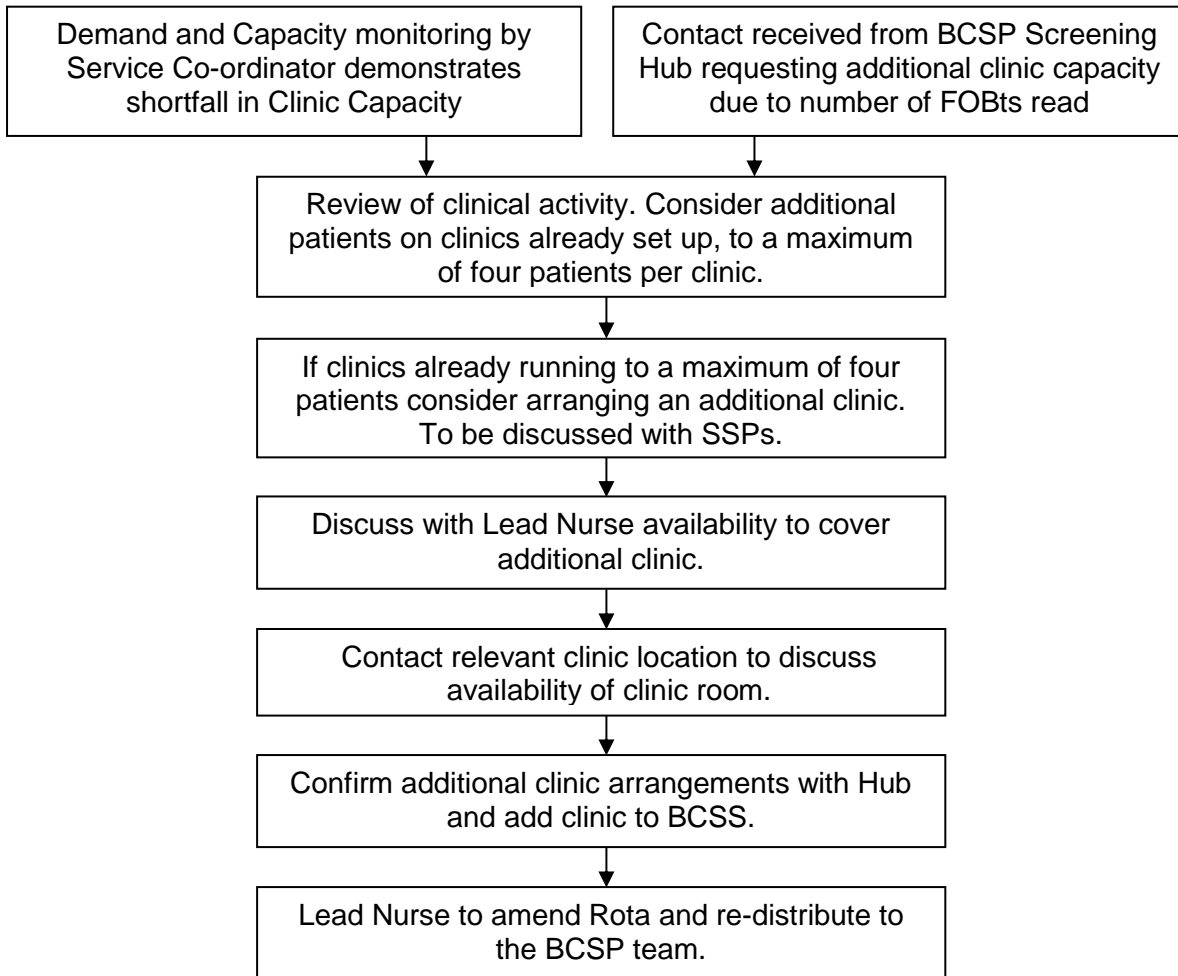 Demand and Capacity monitoring by
Service Co-ordinator demonstrates
shortfall in Clinic Capacity
Contact received from BCSP Screening
Hub requesting additional clinic capacity
due to number of FOBts read
Review of clinical activity. Consider additional
patients on clinics already set up, to a maximum
of four patients per clinic.
If clinics already running to a maximum of four
patients consider arranging an additional clinic.
To be discussed with SSPs.
Discuss with Lead Nurse availability to cover
additional clinic.
Contact relevant clinic location to discuss
availability of clinic room.
Confirm additional clinic arrangements with Hub
and add clinic to BCSS.
Lead Nurse to amend Rota and re-distribute to
the BCSP team.